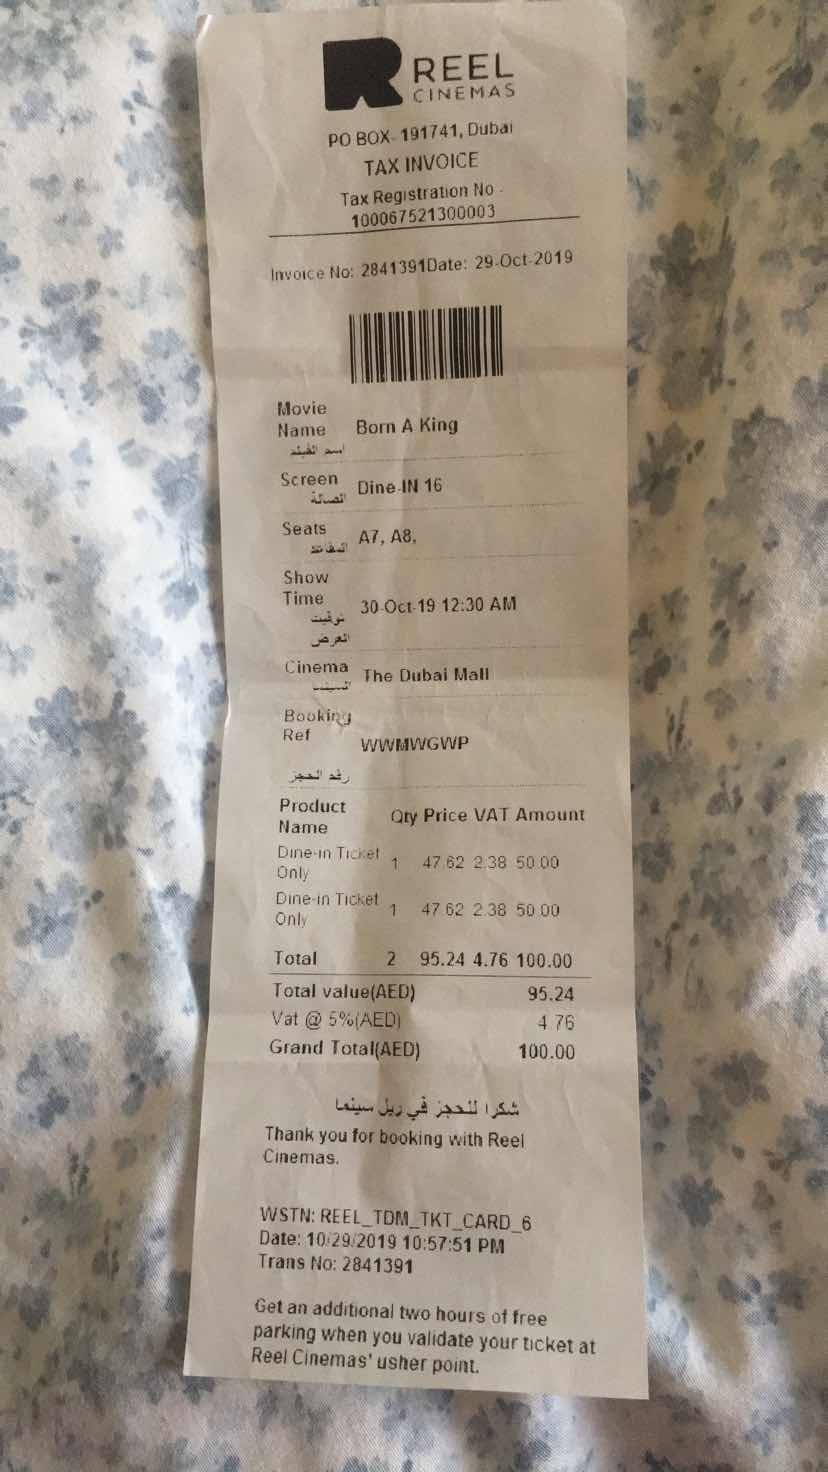 REEL
CINEMAS
PO BOX- 191741, Dubai
TAX INVOICE
Tax Registration No -
100067521300003
Invoice No: 2841391Date: 29-Oct-2019
Movie
Name Born A King
اسم الفيلم
Screen Dine-IN 16
الصالة
Seats A7, A8,
المقاعد
Show
Time 30-Oct-19 12:30 AM
توقيت
العرض
Cinema The Dubai Mall
السينما
Booking
Ref WWMWGWP
رقم الحجز
Product
Name Qty Price VAT Amount
Dine-in Ticket 1 47.62 2.38 50.00
Only
Dine-in Ticket 1 47.62 2.38 50.00
Only
Total 2 95.24 4.76 100.00
Total value(AED) 95.24
Vat @ 5%(AED) 4.76
Grand Total(AED) 100.00
شكرا للحجز في ريل سينما
Thank you for booking with Reel
Cinemas.
WSTN: REEL_TDM_TKT_CARD_6
Date: 10/29/2019 10:57:51 PM
Trans No: 2841391
Get an additional two hours of free
parking when you validate your ticket at
Reel Cinemas' usher point.